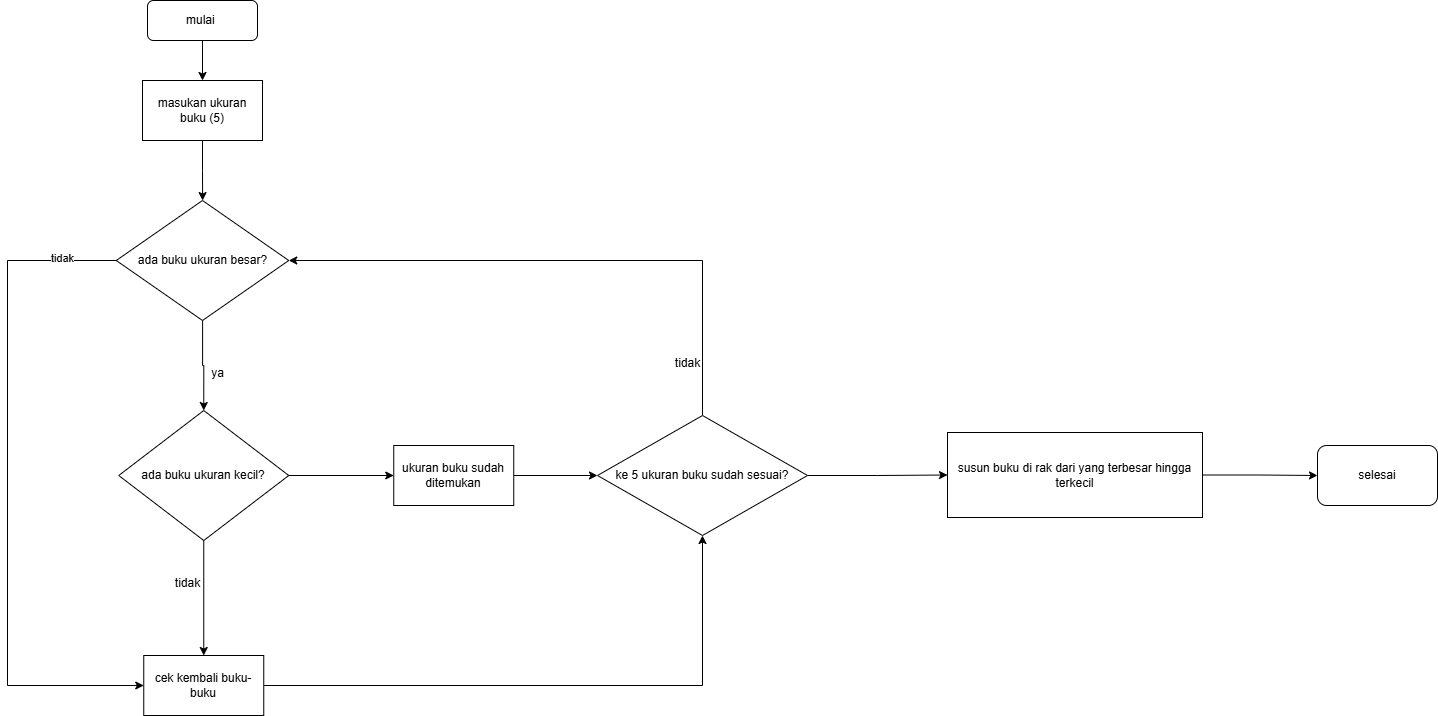 mulai
masukan ukuran
buku (5)
ada buku ukuran besar?
tidak
ya
tidak
ada buku ukuran kecil?
ukuran buku sudah
ditemukan
ke 5 ukuran buku sudah sesuai?
susun buku di rak dari yang terbesar hingga
terkecil
selesai
tidak
cek kembali buku-
buku